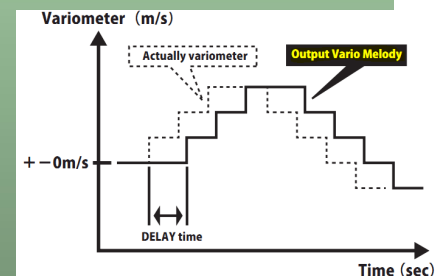 Variometer (m/s)
Actually variometer
Output Vario Melody
+－0m/s
DELAY time
Time (sec)